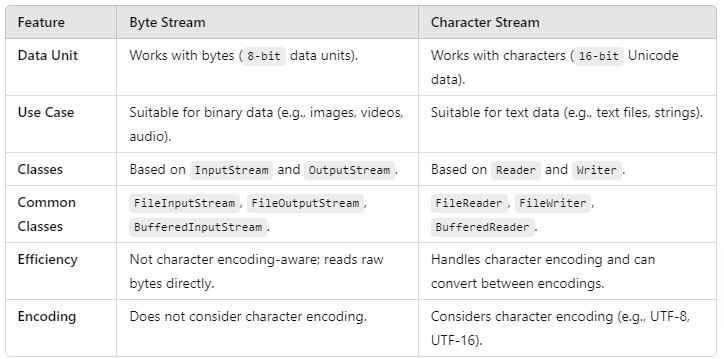 Feature Byte Stream Character Stream
Data Unit Works with bytes ( 8-bit data units). Works with characters ( 16-bit Unicode
data).
Use Case Suitable for binary data (e.g., images, videos, Suitable for text data (e.g., text files, strings).
audio).
Classes Based on InputStream and OutputStream . Based on Reader and Writer .
Common FileInputStream , FileOutputStream , FileReader , FileWriter ,
Classes BufferedInputStream . BufferedReader .
Efficiency Not character encoding-aware; reads raw Handles character encoding and can
bytes directly. convert between encodings.
Encoding Does not consider character encoding. Considers character encoding (e.g., UTF-8,
UTF-16).